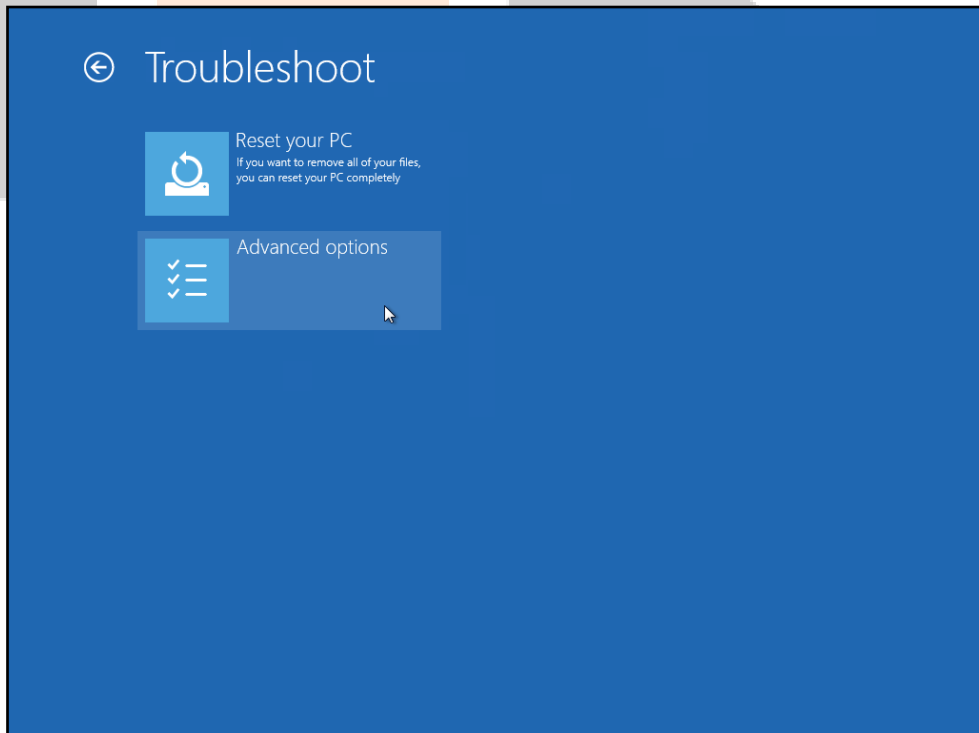 Troubleshoot
Reset your PC
If you want to remove all of your files,
you can reset your PC completely
Advanced options